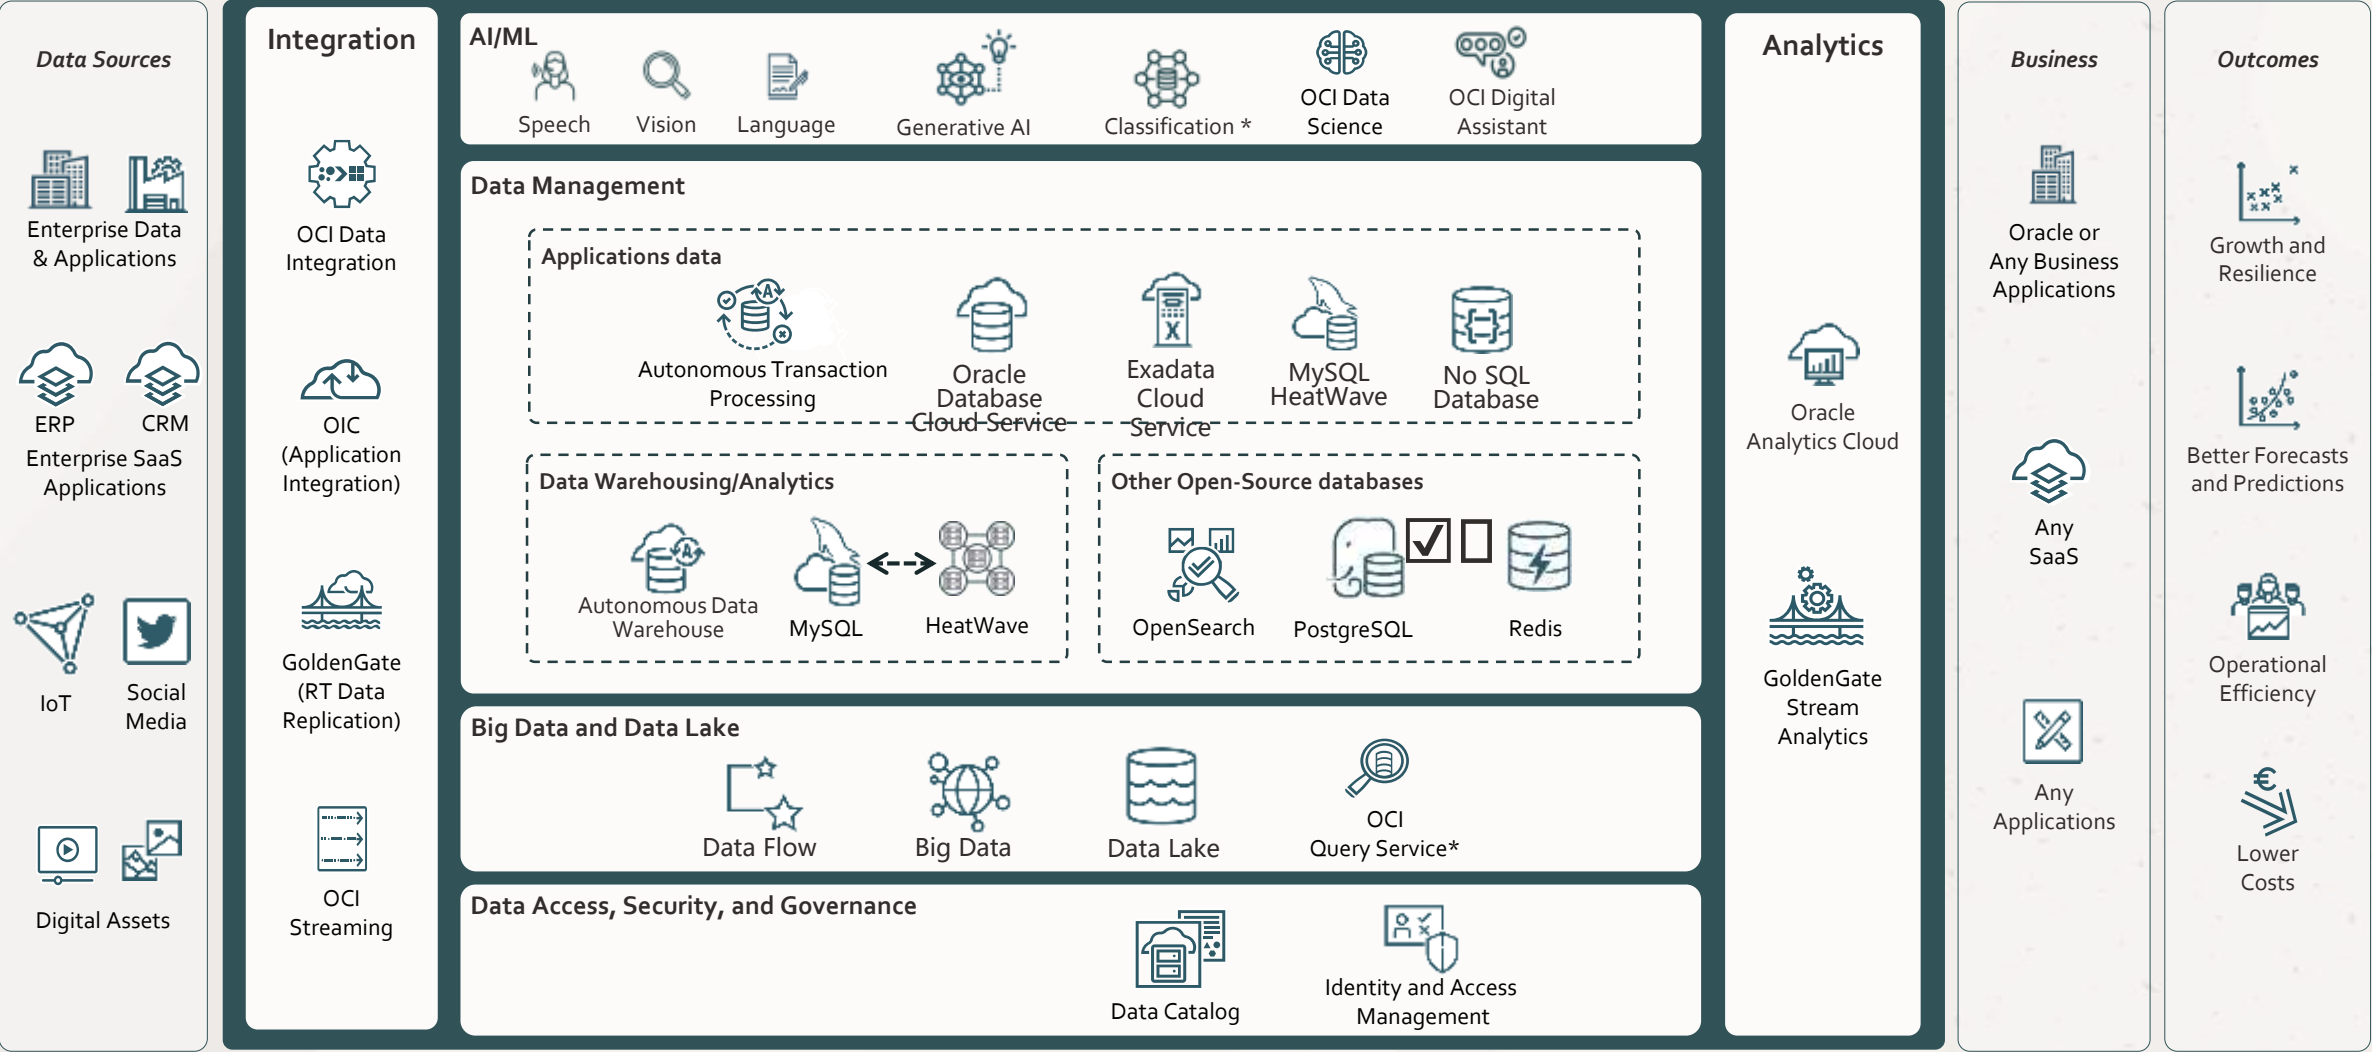 Data Sources
Enterprise Data
& Applications
ERP
CRM
Enterprise SaaS
Applications
IoT
Social
Media
Digital Assets
Integration
OCI Data
Integration
OIC
(Application
Integration)
GoldenGate
(RT Data
Replication)
OCI
Streaming
AI/ML
Speech
Vision
Language
Generative AI
Classification *
OCI Data
Science
OCI Digital
Assistant
Data Management
Applications data
Autonomous Transaction
Processing
Oracle
Database
Cloud Service
Exadata
Cloud
Service
MySQL
HeatWave
No SQL
Database
Data Warehousing/Analytics
Autonomous Data
Warehouse
MySQL
HeatWave
Other Open-Source databases
OpenSearch
PostgreSQL
Redis
Big Data and Data Lake
Data Flow
Big Data
Data Lake
OCI
Query Service*
Data Access, Security, and Governance
Data Catalog
Identity and Access
Management
Analytics
Oracle
Analytics Cloud
GoldenGate
Stream
Analytics
Business
Oracle or
Any Business
Applications
Any
SaaS
Any
Applications
Outcomes
Growth and
Resilience
Better Forecasts
and Predictions
Operational
Efficiency
Lower
Costs